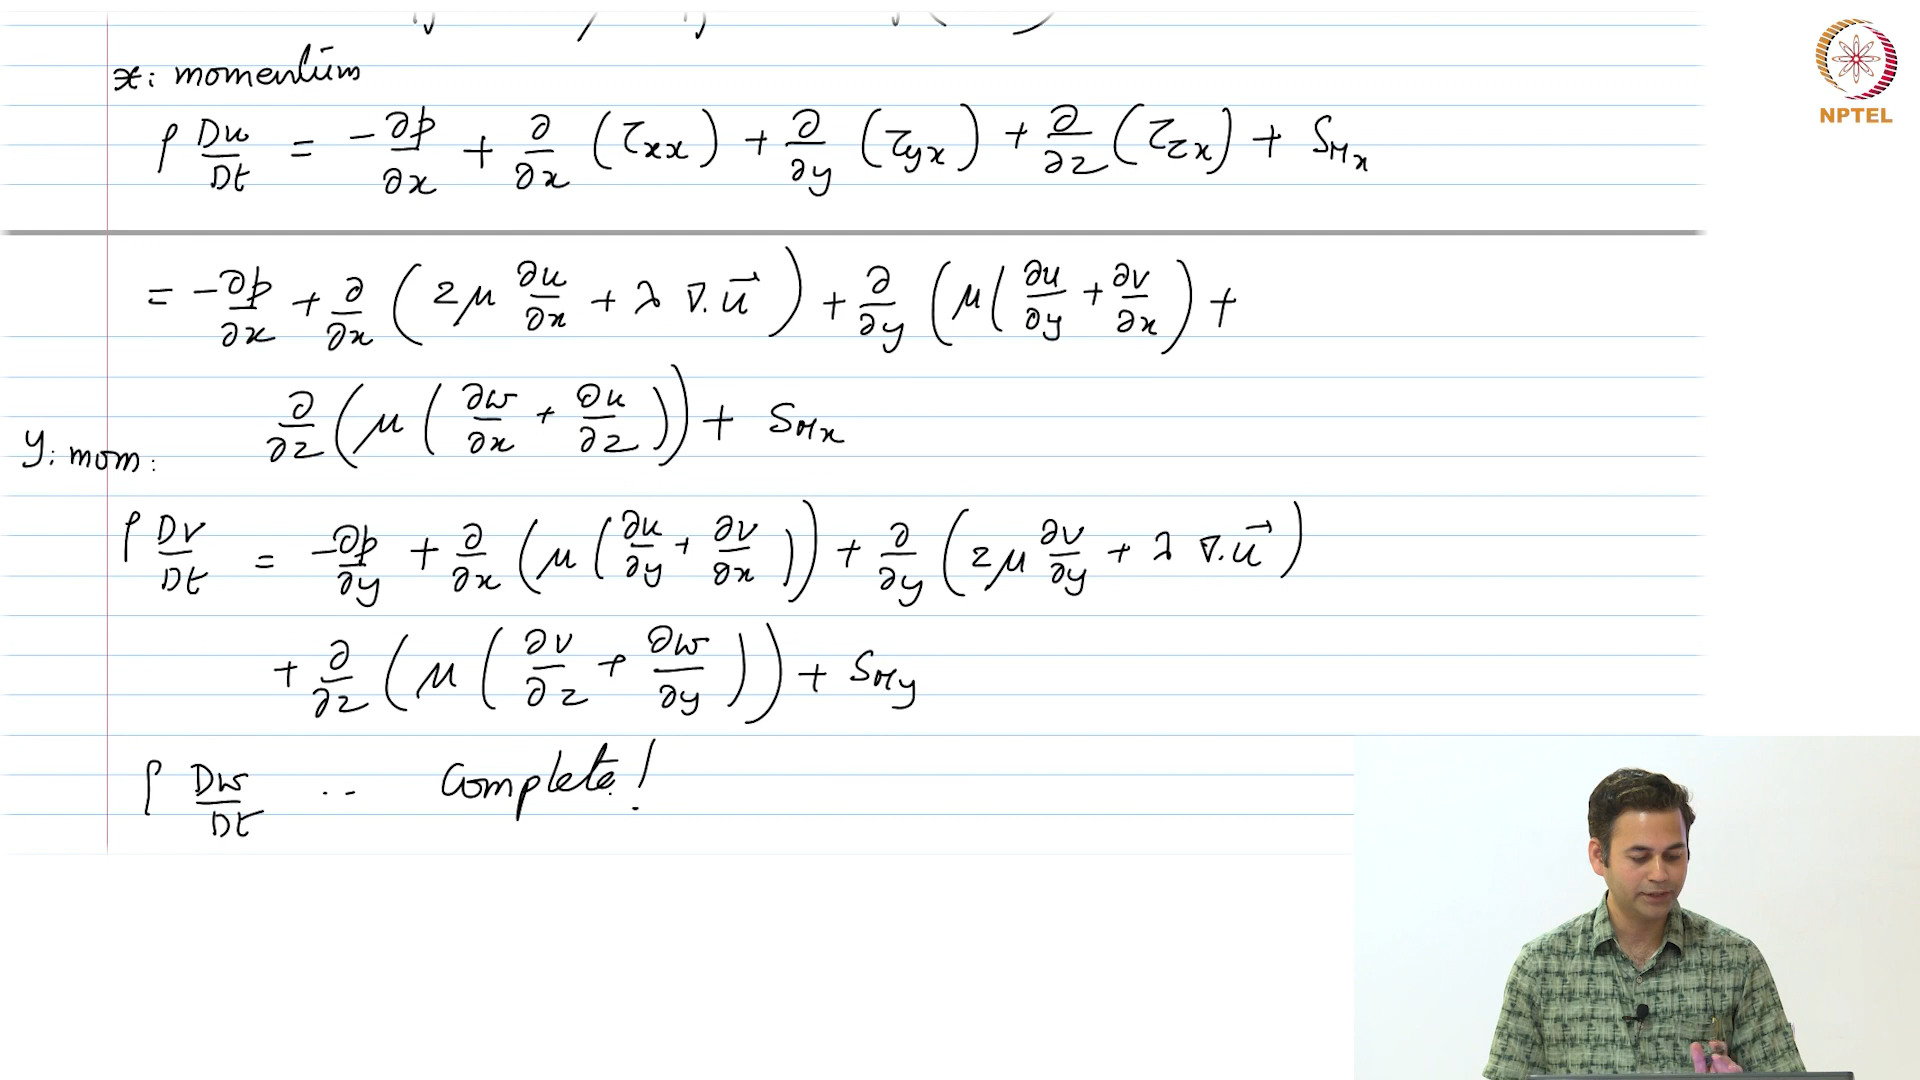 x: momentum
ρ Du/Dt = -∂p/∂x + ∂/∂x (τxx) + ∂/∂y (τyx) + ∂/∂z (τzx) + SMx
= -∂p/∂x + ∂/∂x (2μ ∂u/∂x + λ ∇.u⃗) + ∂/∂y (μ(∂u/∂y + ∂v/∂x) +
∂/∂z (μ (∂w/∂x + ∂u/∂z)) + SMx
y: mom:
ρ Dv/Dt = -∂p/∂y + ∂/∂x (μ (∂u/∂y + ∂v/∂x)) + ∂/∂y (2μ ∂v/∂y + λ ∇.u⃗)
+ ∂/∂z (μ (∂v/∂z + ∂w/∂y)) + SMy
ρ Dw/Dt .. Complete!
NPTEL